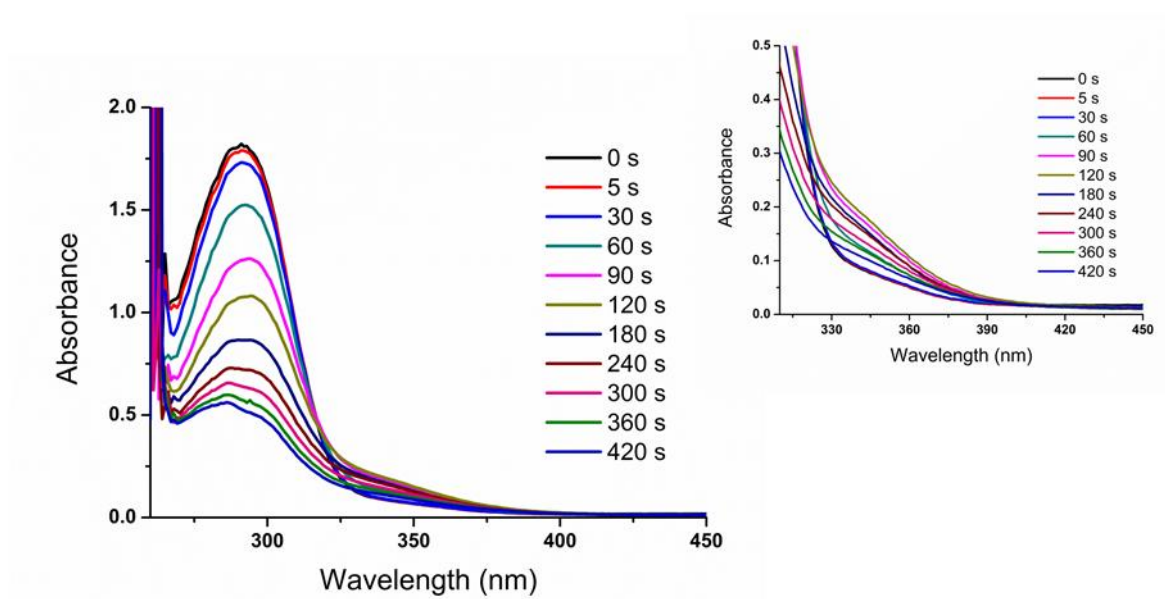 2.0
1.5
1.0
0.5
0.0
Absorbance
300
350
400
450
Wavelength (nm)
0 s
5 s
30 s
60 s
90 s
120 s
180 s
240 s
300 s
360 s
420 s
0.5
0.4
0.3
0.2
0.1
0.0
Absorbance
330
360
390
420
450
Wavelength (nm)
0 s
5 s
30 s
60 s
90 s
120 s
180 s
240 s
300 s
360 s
420 s